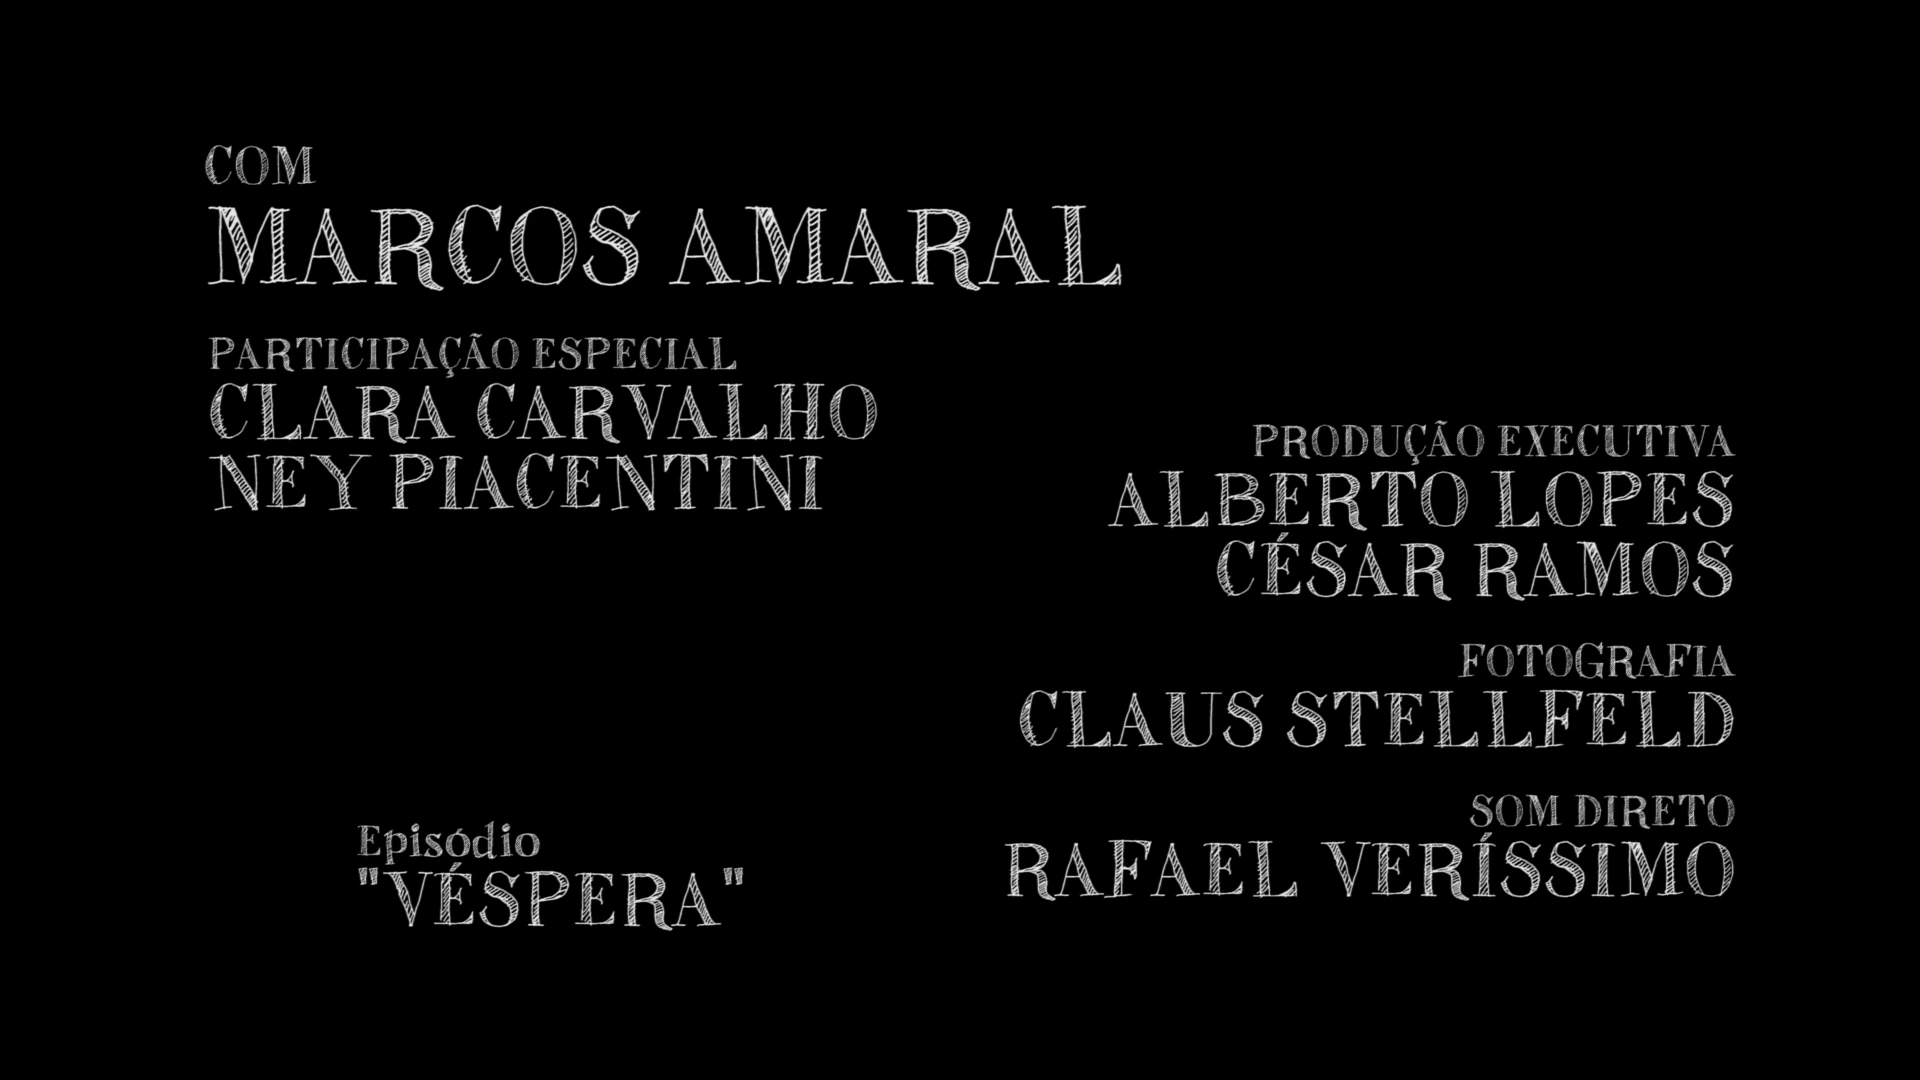 COM
MARCOS AMARAL
PARTICIPAÇÃO ESPECIAL
CLARA CARVALHO
NEY PIACENTINI
PRODUÇÃO EXECUTIVA
ALBERTO LOPES
CÉSAR RAMOS
FOTOGRAFIA
CLAUS STELLFELD
SOM DIRETO
RAFAEL VERÍSSIMO
Episódio
"VÉSPERA"